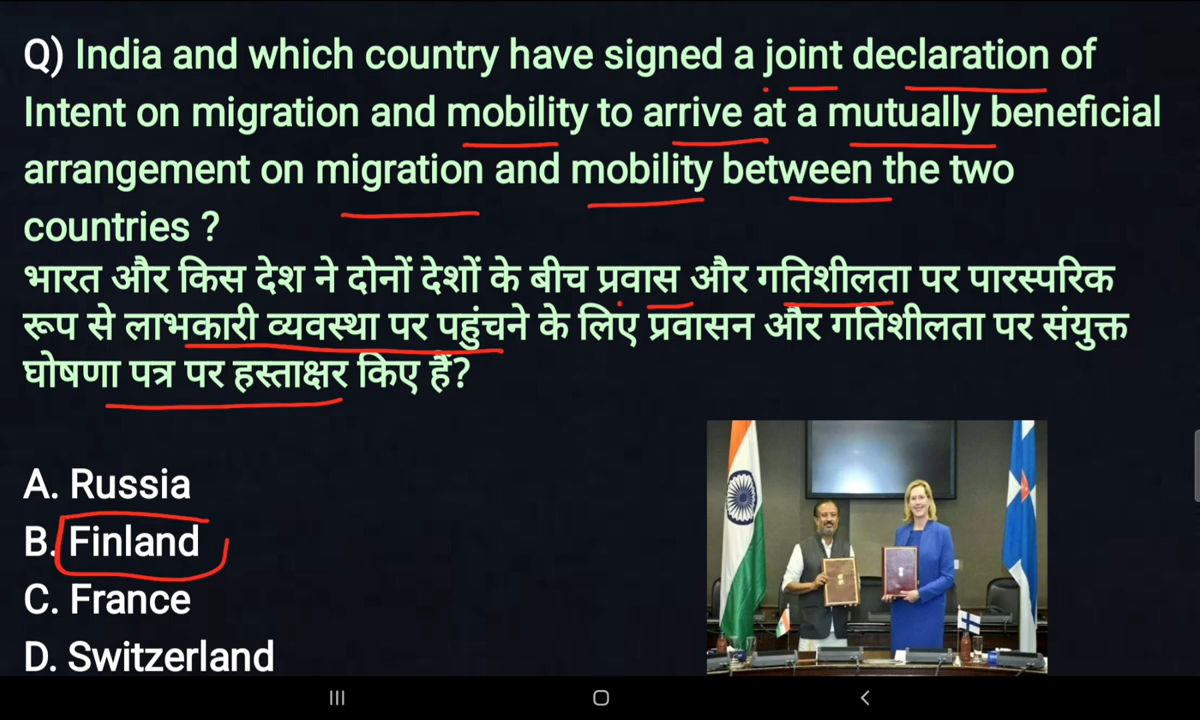 Q) India and which country have signed a joint declaration of
Intent on migration and mobility to arrive at a mutually beneficial
arrangement on migration and mobility between the two
countries ?
भारत और किस देश ने दोनों देशों के बीच प्रवास और गतिशीलता पर पारस्परिक
रूप से लाभकारी व्यवस्था पर पहुंचने के लिए प्रवासन और गतिशीलता पर संयुक्त
घोषणा पत्र पर हस्ताक्षर किए हैं?
A. Russia
B. Finland
C. France
D. Switzerland